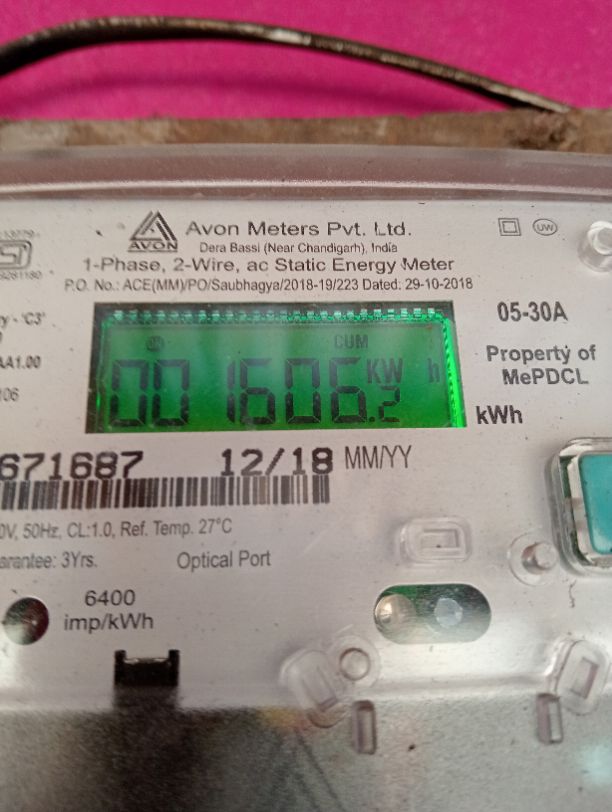 AVON
Avon Meters Pvt. Ltd.
Dera Bassi (Near Chandigarh), India
1-Phase, 2-Wire, ac Static Energy Meter
P.O. No.: ACE(MM)/PO/Saubhagya/2018-19/223 Dated: 29-10-2018
UW
05-30A
Property of
MePDCL
CUM
001606.2 KW h
kWh
671687 12/18 MM/YY
0V, 50Hz, CL:1.0, Ref. Temp. 27°C
arantee: 3Yrs. Optical Port
6400
imp/kWh